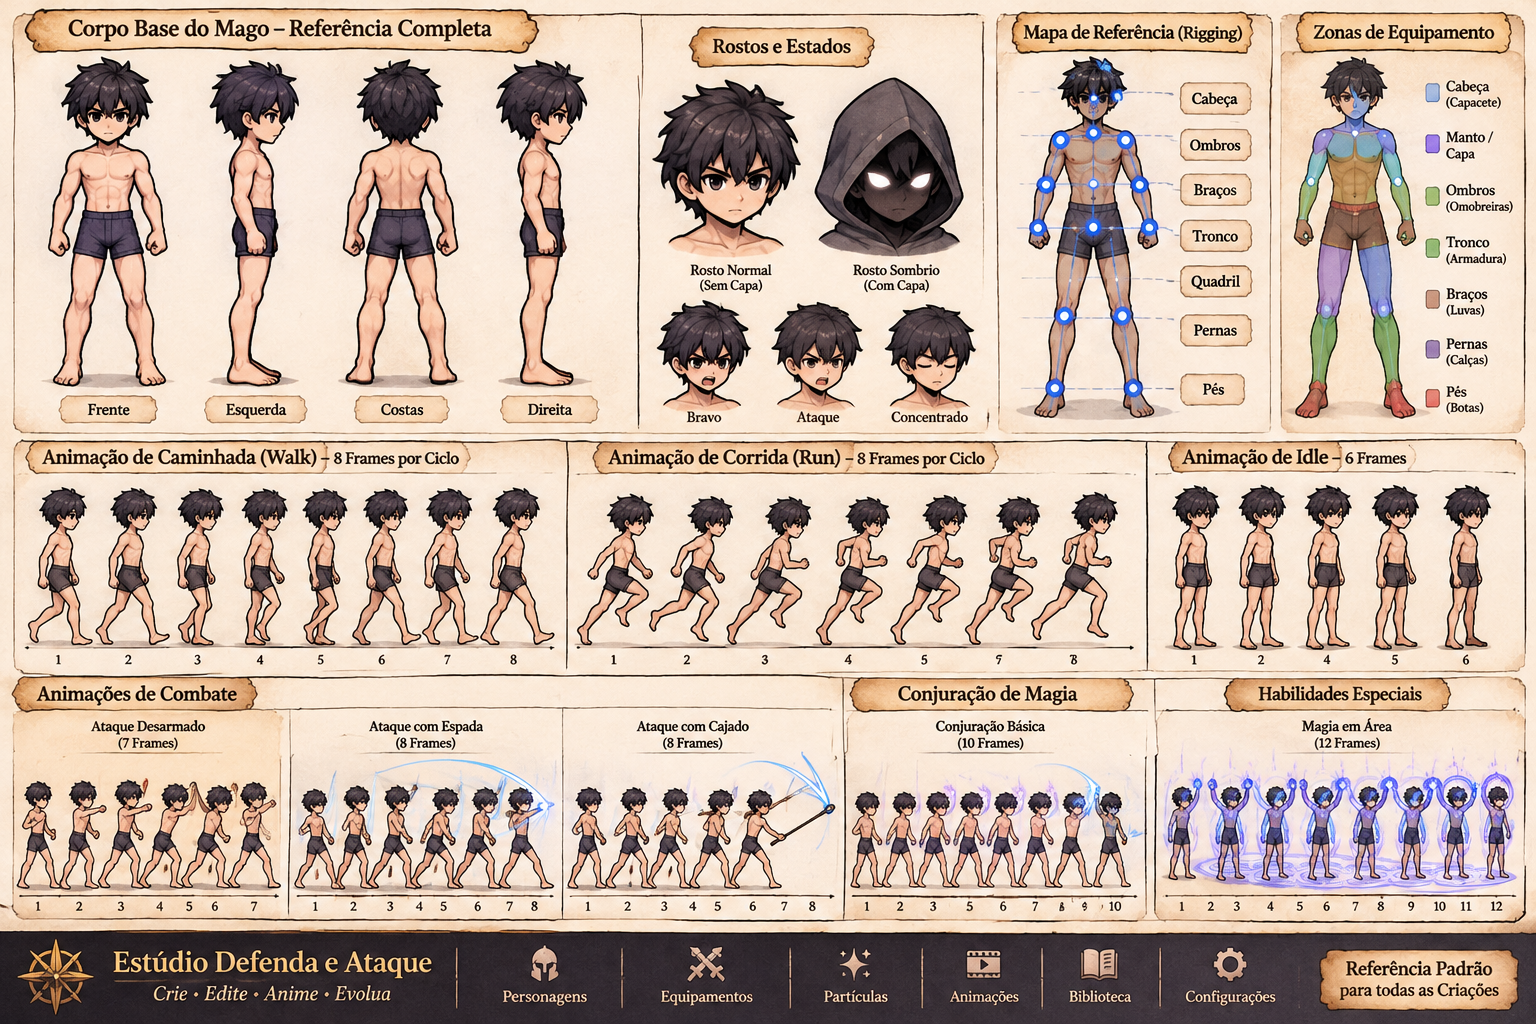 Corpo Base do Mago – Referência Completa
Frente
Esquerda
Costas
Direita
Rostos e Estados
Rosto Normal
(Sem Capa)
Rosto Sombrio
(Com Capa)
Bravo
Ataque
Concentrado
Mapa de Referência (Rigging)
Cabeça
Ombros
Braços
Tronco
Quadril
Pernas
Pés
Zonas de Equipamento
Cabeça
(Capacete)
Manto /
Capa
Ombros
(Omobreiras)
Tronco
(Armadura)
Braços
(Luvas)
Pernas
(Calças)
Pés
(Botas)
Animação de Caminhada (Walk) – 8 Frames por Ciclo
1 2 3 4 5 6 7 8
Animação de Corrida (Run) – 8 Frames por Ciclo
1 2 3 4 5 7
Animação de Idle – 6 Frames
1 2 4 5 6
Animações de Combate
Ataque Desarmado
(7 Frames)
1 2 3 4 5 6 7
Ataque com Espada
(8 Frames)
1 2 3 4 5 6 7 8
Ataque com Cajado
(8 Frames)
1 2 3 4 5 6 7 8
Conjuração de Magia
Conjuração Básica
(10 Frames)
1 2 3 5 6 7 10
Habilidades Especiais
Magia em Área
(12 Frames)
1 2 3 4 5 6 7 8 9 10 11 12
Estúdio Defenda e Ataque
Crie • Edite • Anime • Evolua
Personagens
Equipamentos
Partículas
Animações
Biblioteca
Configurações
Referência Padrão
para todas as Criações